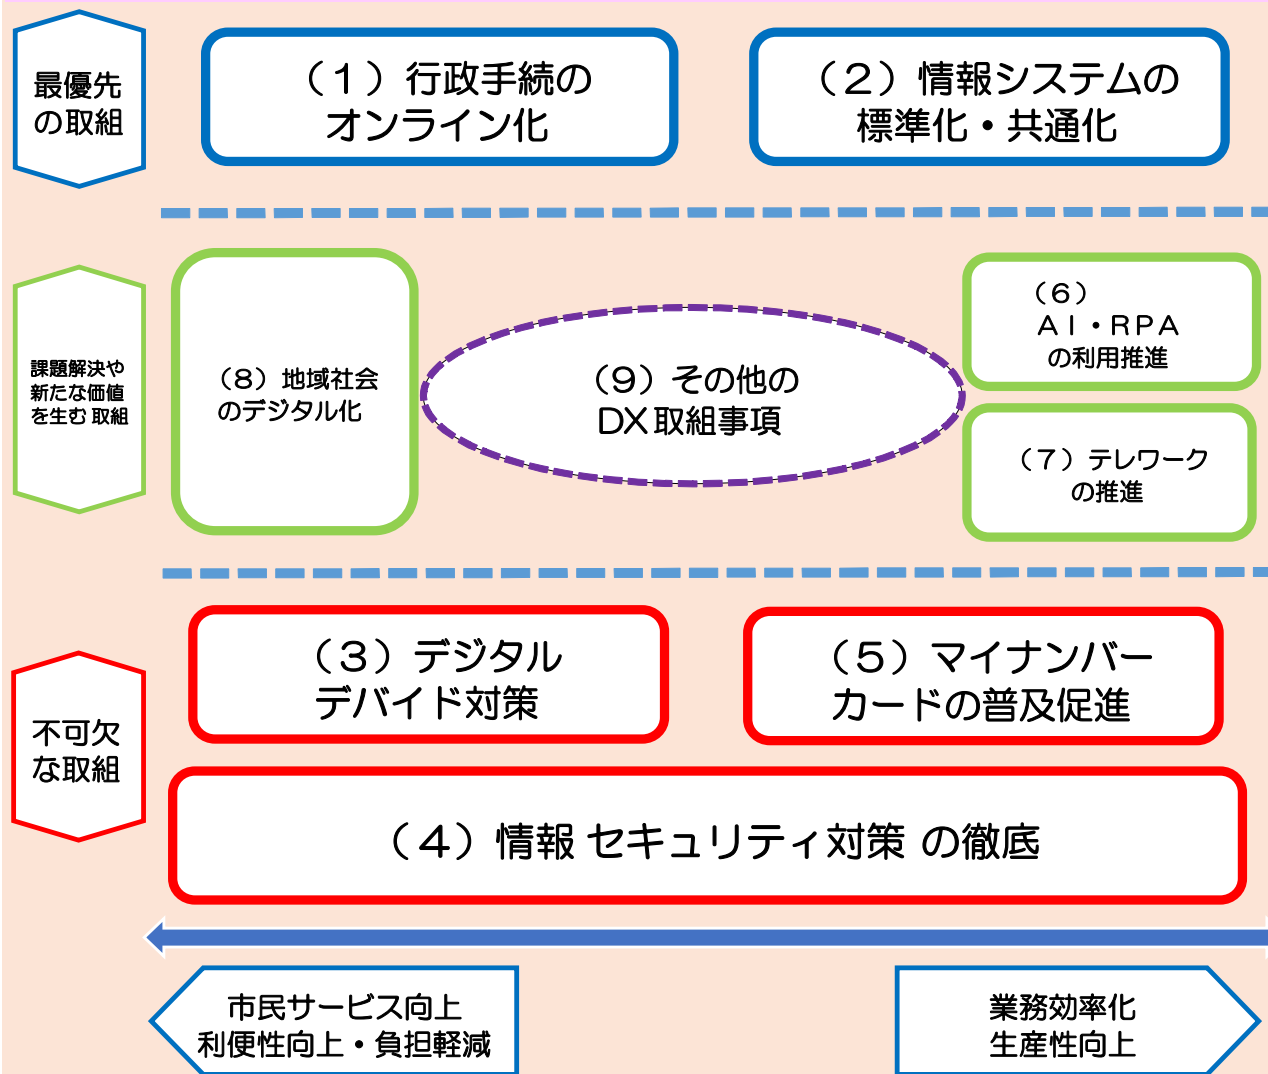 最優先
の取組
（１）行政手続の
オンライン化
（２）情報システムの
標準化・共通化
課題解決や
新たな価値
を生む 取組
（８）地域社会
のデジタル化
（９）その他の
DX取組事項
（６）
ＡＩ・ＲＰＡ
の利用推進
（７）テレワーク
の推進
不可欠
な取組
（３）デジタル
デバイド対策
（５）マイナンバー
カードの普及促進
（４）情報 セキュリティ対策 の徹底
市民サービス向上
利便性向上・負担軽減
業務効率化
生産性向上